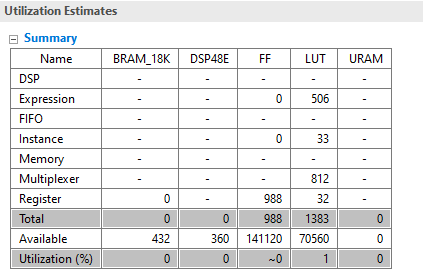 Utilization Estimates
Summary
Name BRAM_18K DSP48E FF LUT URAM
DSP - - - - -
Expression - - 0 506 -
FIFO - - - - -
Instance - - 0 33 -
Memory - - - - -
Multiplexer - - - 812 -
Register 0 - 988 32 -
Total 0 0 988 1383 0
Available 432 360 141120 70560 0
Utilization (%) 0 0 ~0 1 0